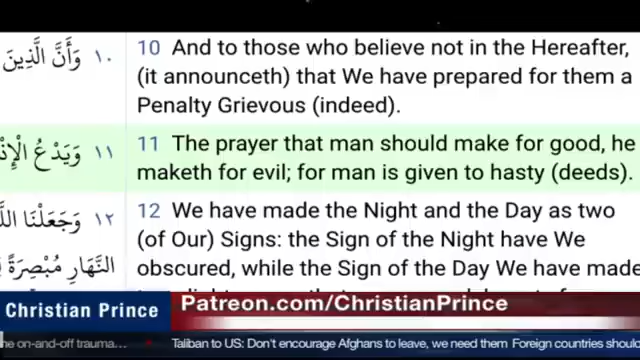 ١٠ وَأَنَّ الَّذِينَ
10 And to those who believe not in the Hereafter,
(it announceth) that We have prepared for them a
Penalty Grievous (indeed).
١١ وَيَدْعُ
11 The prayer that man should make for good, he
maketh for evil; for man is given to hasty (deeds).
١٢ وَجَعَلْنَا
12 We have made the Night and the Day as two
(of Our) Signs: the Sign of the Night have We
النَّهَارِ مُبْصِرَةً
obscured, while the Sign of the Day We have made
Christian Prince
Patreon.com/ChristianPrince
on-and-off trauma... Taliban to US: Don't encourage Afghans to leave, we need them Foreign countries